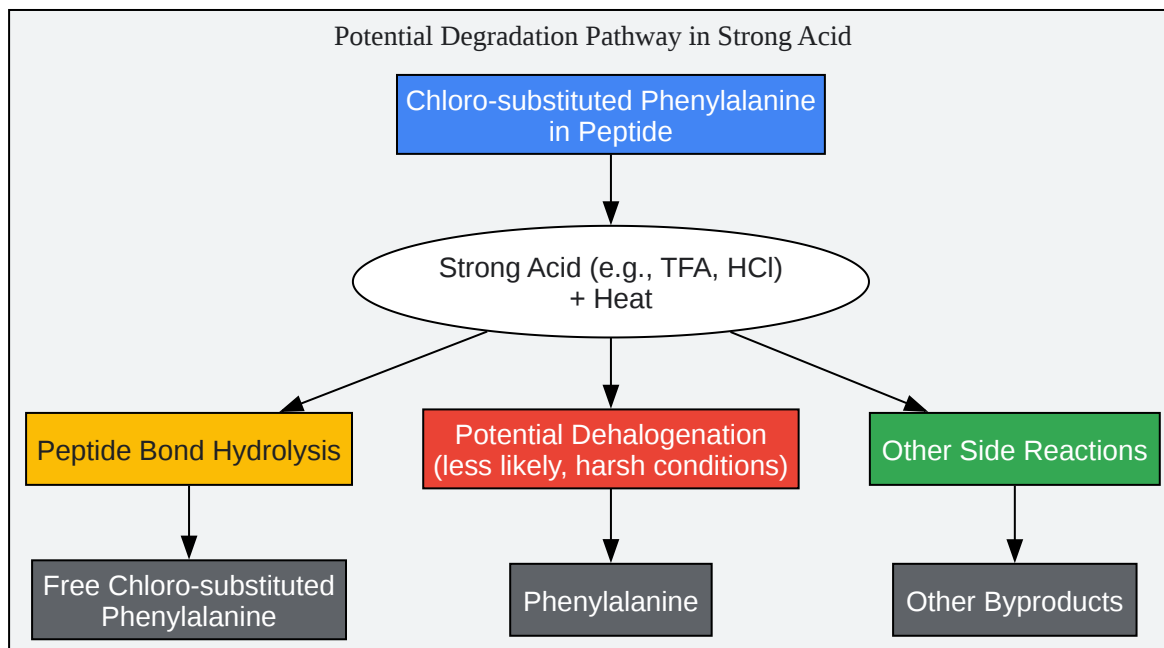 Potential Degradation Pathway in Strong Acid
Chloro-substituted Phenylalanine
in Peptide
Strong Acid (e.g., TFA, HCl)
+ Heat
Peptide Bond Hydrolysis
Potential Dehalogenation
(less likely, harsh conditions)
Other Side Reactions
Free Chloro-substituted
Phenylalanine
Phenylalanine
Other Byproducts